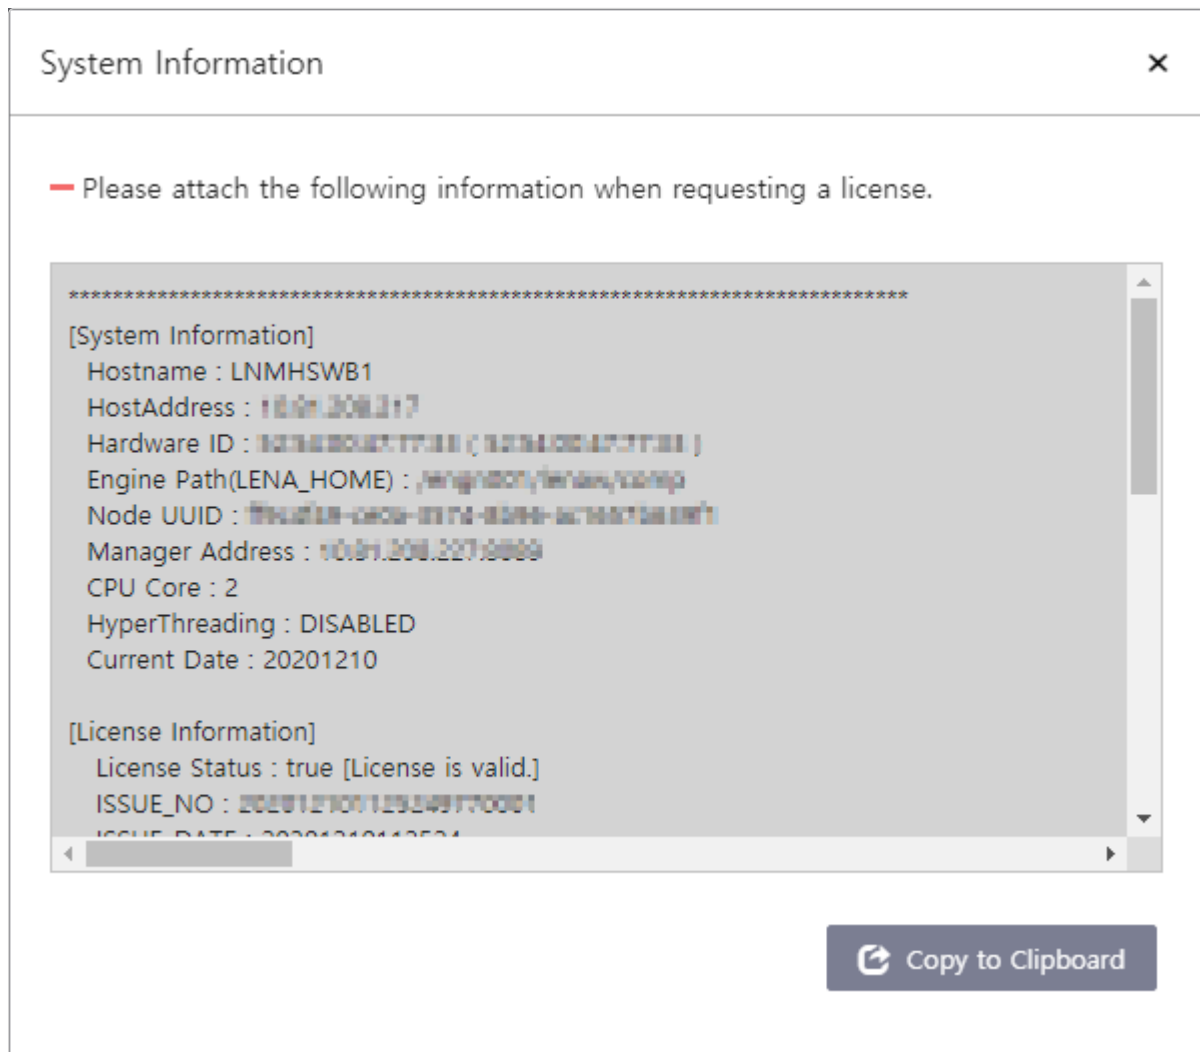 System Information
Please attach the following information when requesting a license.
****************************************************************************
[System Information]
Hostname : LNMHSWB1
HostAddress :
Hardware ID :
Engine Path(LENA_HOME) :
Node UUID :
Manager Address :
CPU Core : 2
HyperThreading : DISABLED
Current Date : 20201210
[License Information]
License Status : true [License is valid.]
ISSUE_NO :
Copy to Clipboard